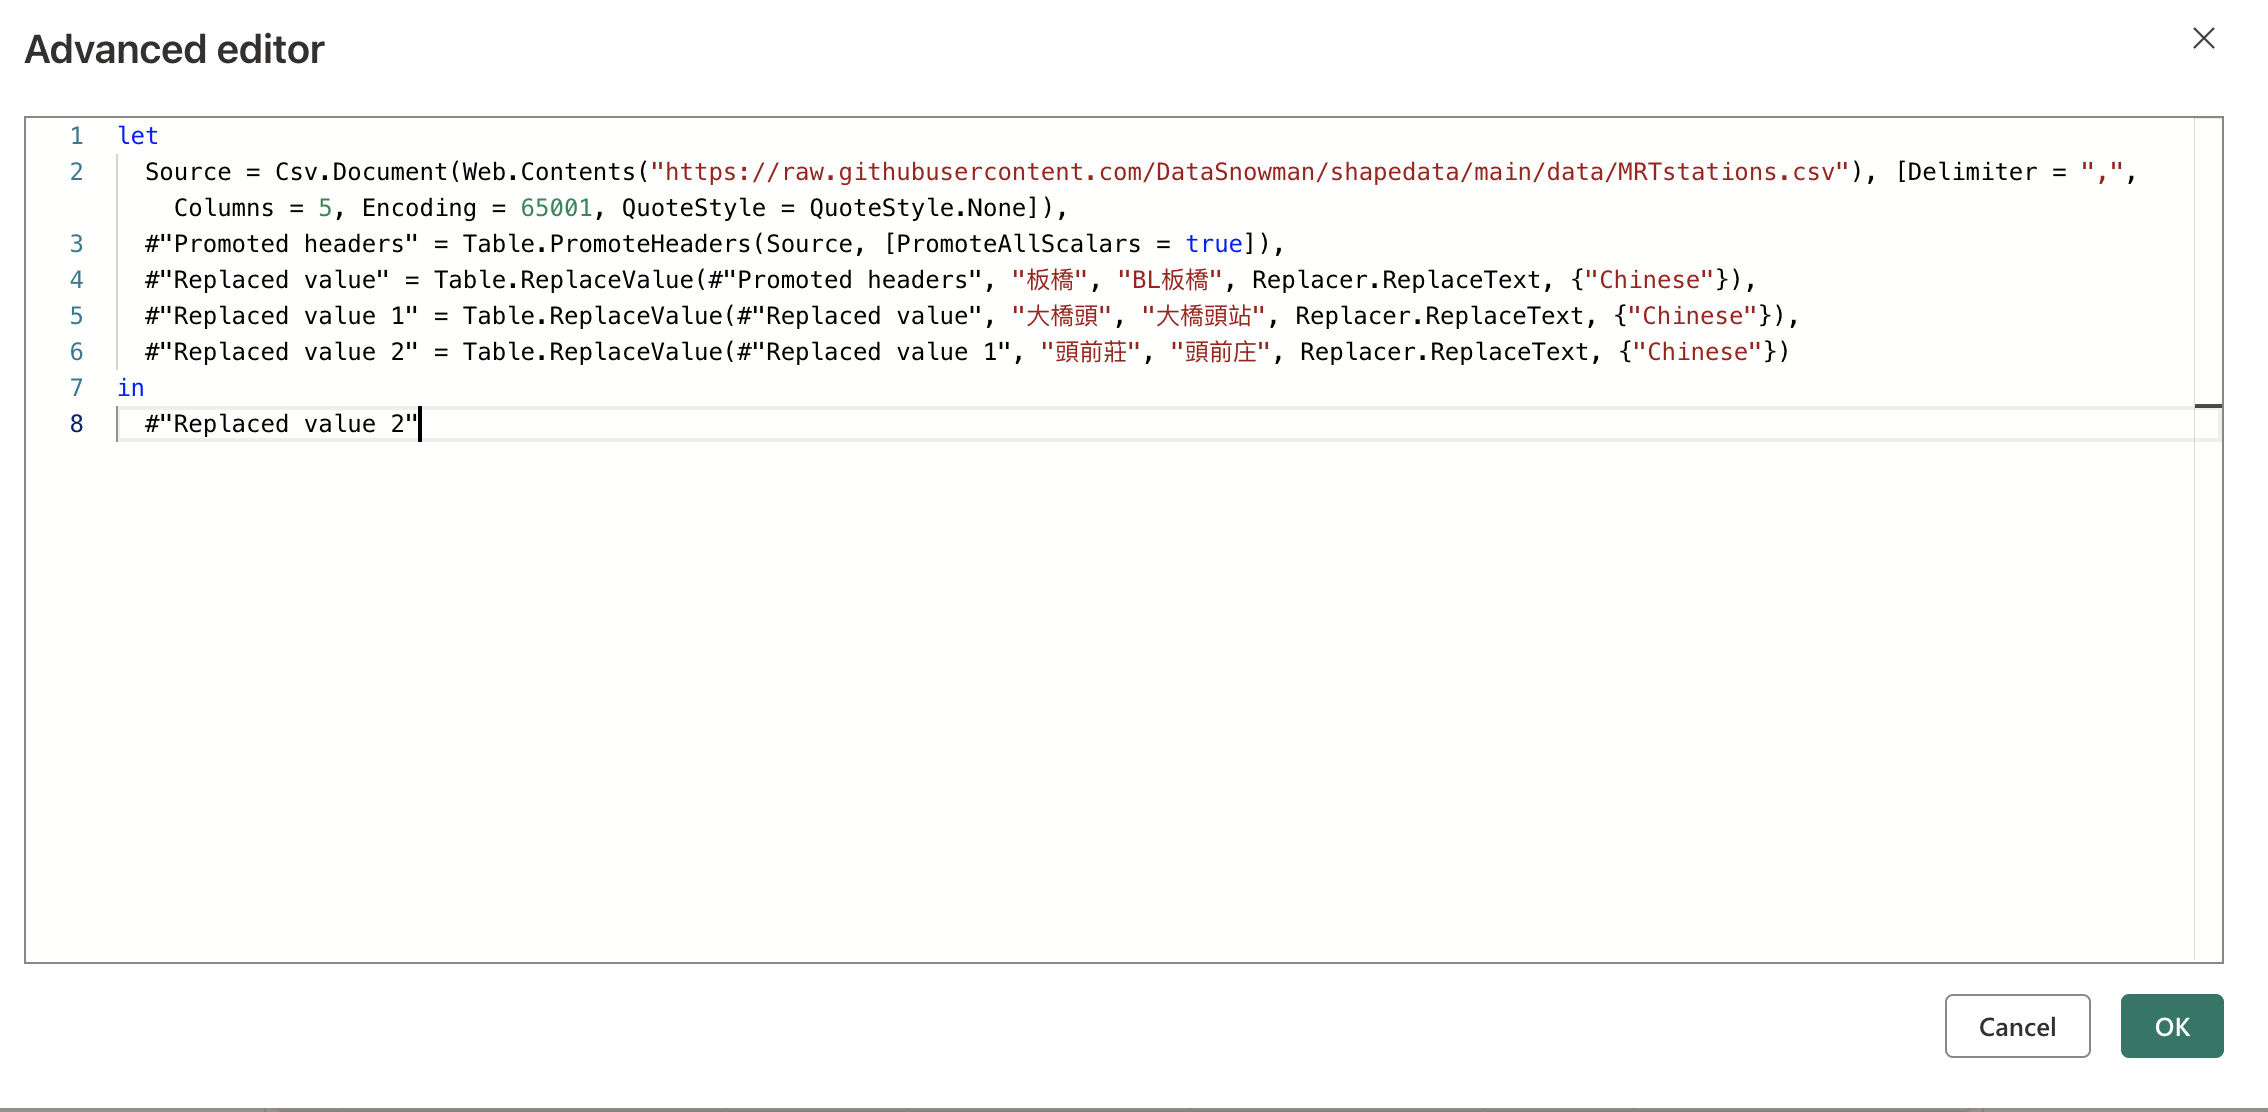 Advanced editor
1 let
2 Source = Csv.Document(Web.Contents("https://raw.githubusercontent.com/DataSnowman/shapedata/main/data/MRTstations.csv"), [Delimiter = ",",
Columns = 5, Encoding = 65001, QuoteStyle = QuoteStyle.None]),
3 #"Promoted headers" = Table.PromoteHeaders(Source, [PromoteAllScalars = true]),
4 #"Replaced value" = Table.ReplaceValue(#"Promoted headers", "板橋", "BL板橋", Replacer.ReplaceText, {"Chinese"}),
5 #"Replaced value 1" = Table.ReplaceValue(#"Replaced value", "大橋頭", "大橋頭站", Replacer.ReplaceText, {"Chinese"}),
6 #"Replaced value 2" = Table.ReplaceValue(#"Replaced value 1", "頭前莊", "頭前庄", Replacer.ReplaceText, {"Chinese"})
7 in
8 #"Replaced value 2"
Cancel
OK